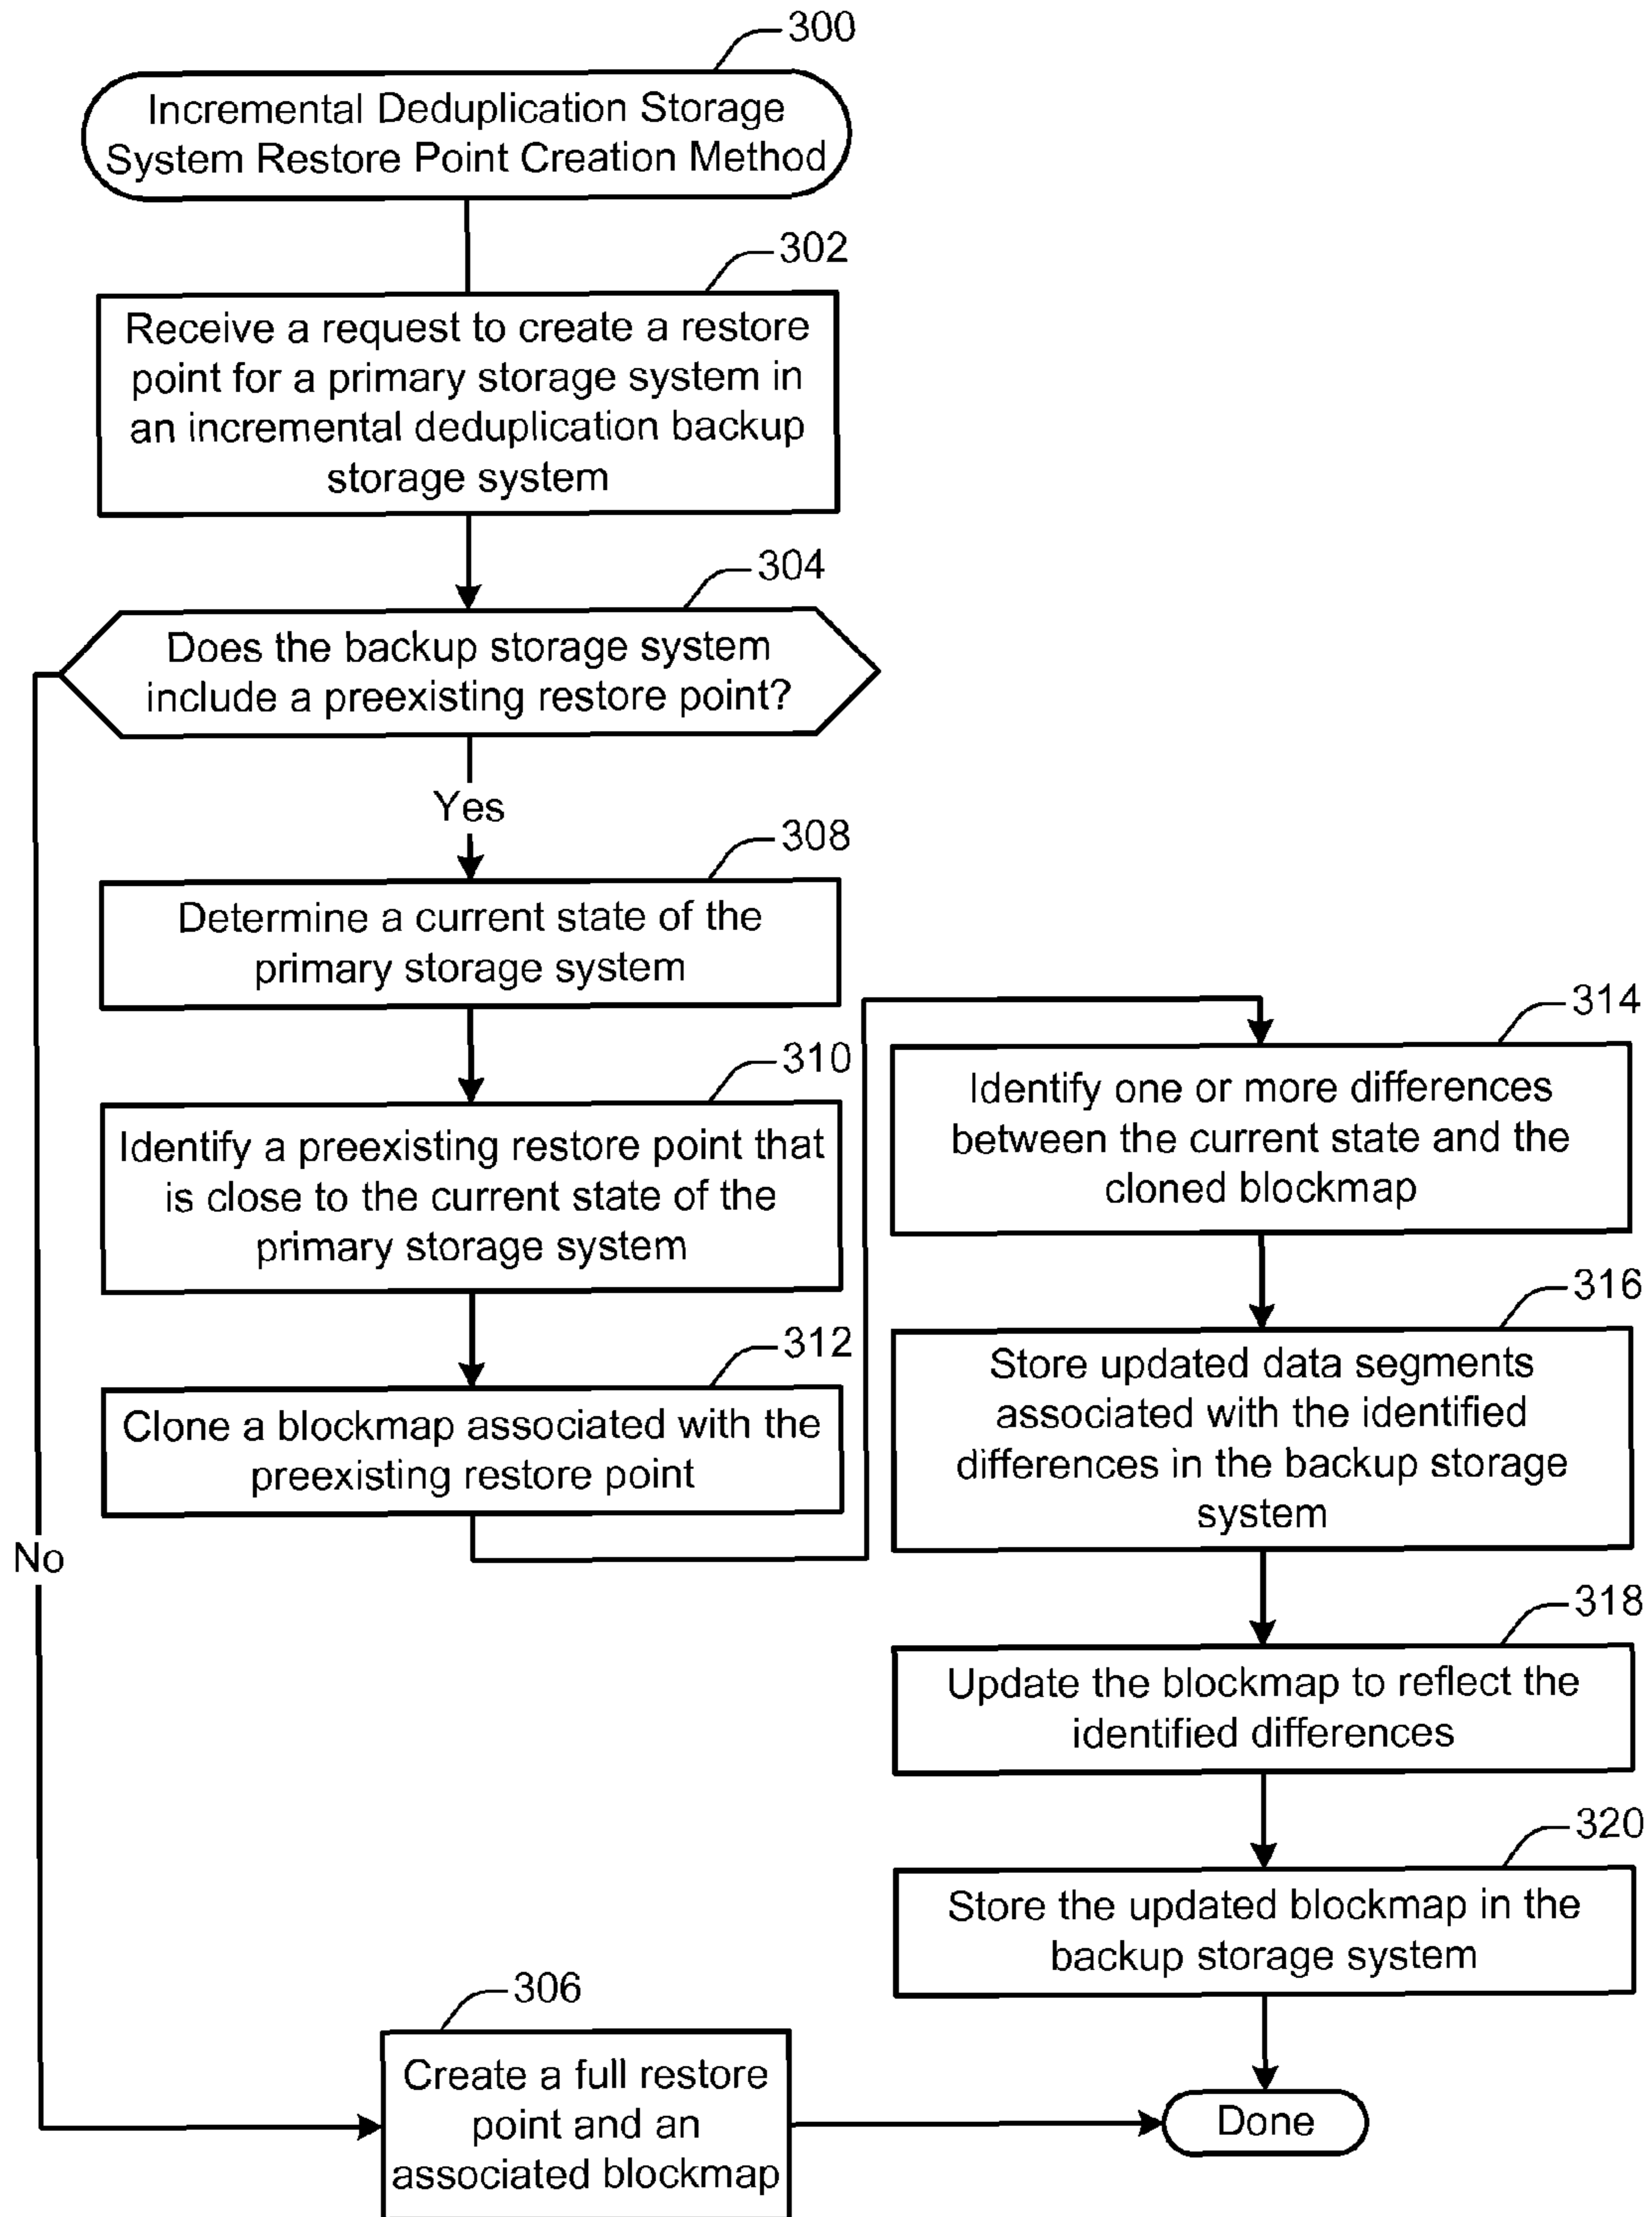 300
Incremental Deduplication Storage
System Restore Point Creation Method
302
Receive a request to create a restore
point for a primary storage system in
an incremental deduplication backup
storage system
304
Does the backup storage system
include a preexisting restore point?
Yes
308
Determine a current state of the
primary storage system
310
Identify a preexisting restore point that
is close to the current state of the
primary storage system
312
Clone a blockmap associated with the
preexisting restore point
314
Identify one or more differences
between the current state and the
cloned blockmap
316
Store updated data segments
associated with the identified
differences in the backup storage
system
318
Update the blockmap to reflect the
identified differences
320
Store the updated blockmap in the
backup storage system
No
306
Create a full restore
point and an
associated blockmap
Done